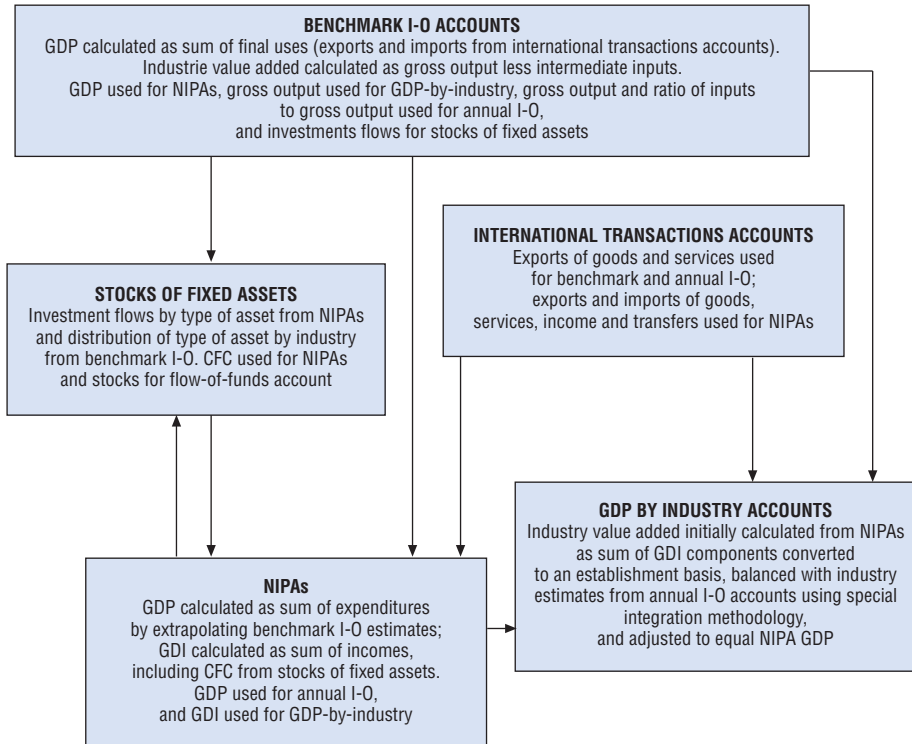 BENCHMARK I-O ACCOUNTS
GDP calculated as sum of final uses (exports and imports from international transactions accounts).
Industrie value added calculated as gross output less intermediate inputs.
GDP used for NIPAs, gross output used for GDP-by-industry, gross output and ratio of inputs
to gross output used for annual I-O,
and investments flows for stocks of fixed assets
INTERNATIONAL TRANSACTIONS ACCOUNTS
Exports of goods and services used
for benchmark and annual I-O;
exports and imports of goods,
services, income and transfers used for NIPAs
STOCKS OF FIXED ASSETS
Investment flows by type of asset from NIPAs
and distribution of type of asset by industry
from benchmark I-O. CFC used for NIPAs
and stocks for flow-of-funds account
GDP BY INDUSTRY ACCOUNTS
Industry value added initially calculated from NIPAs
as sum of GDI components converted
to an establishment basis, balanced with industry
estimates from annual I-O accounts using special
integration methodology,
and adjusted to equal NIPA GDP
NIPAs
GDP calculated as sum of expenditures
by extrapolating benchmark I-O estimates;
GDI calculated as sum of incomes,
including CFC from stocks of fixed assets.
GDP used for annual I-O,
and GDI used for GDP-by-industry